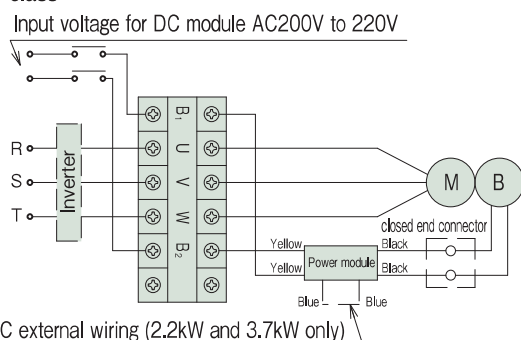 Input voltage for DC module AC200V to 220V
B1
R
U
Inverter
S
V
M
B
T
W
closed end connector
B2
Yellow
Black
Power module
Yellow
Black
Blue
Blue
C external wiring (2.2kW and 3.7kW only)